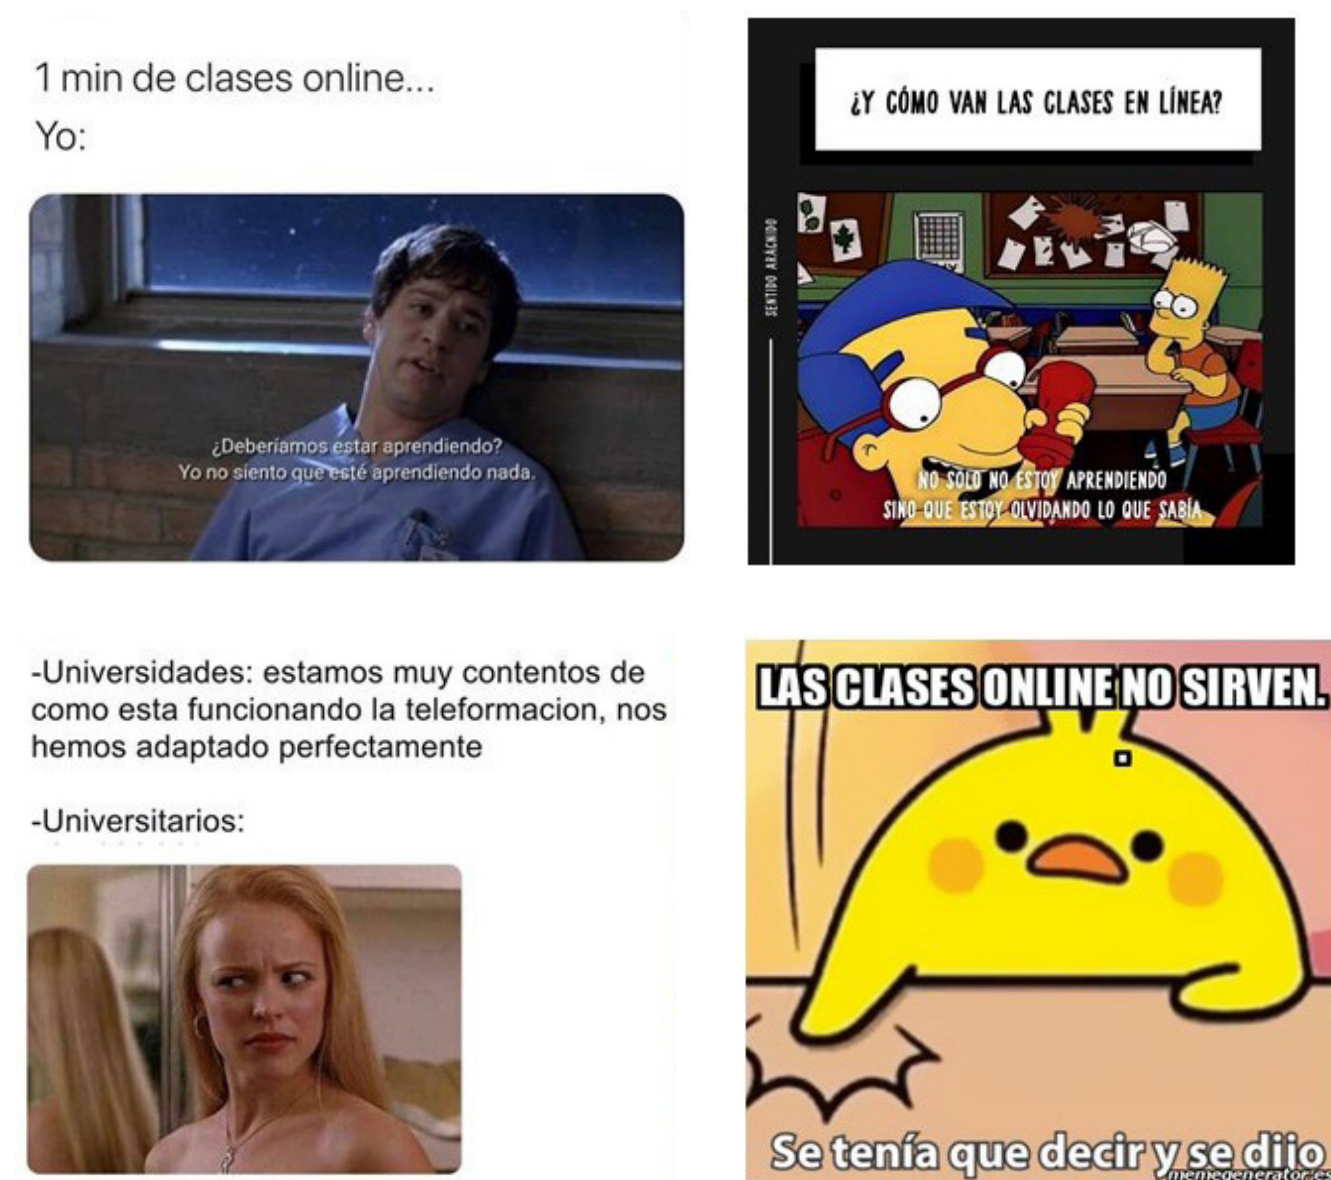 1 min de clases online...
Yo:
¿Deberíamos estar aprendiendo?
Yo no siento que esté aprendiendo nada.
¿Y CÓMO VAN LAS CLASES EN LÍNEA?
SENTIDO ARÁCNIDO
NO SÓLO NO ESTOY APRENDIENDO
SINO QUE ESTOY OLVIDANDO LO QUE SABÍA
-Universidades: estamos muy contentos de
como esta funcionando la teleformacion, nos
hemos adaptado perfectamente
-Universitarios:
LAS CLASES ONLINE NO SIRVEN.
Se tenía que decir y se dijo
memegenerator.es